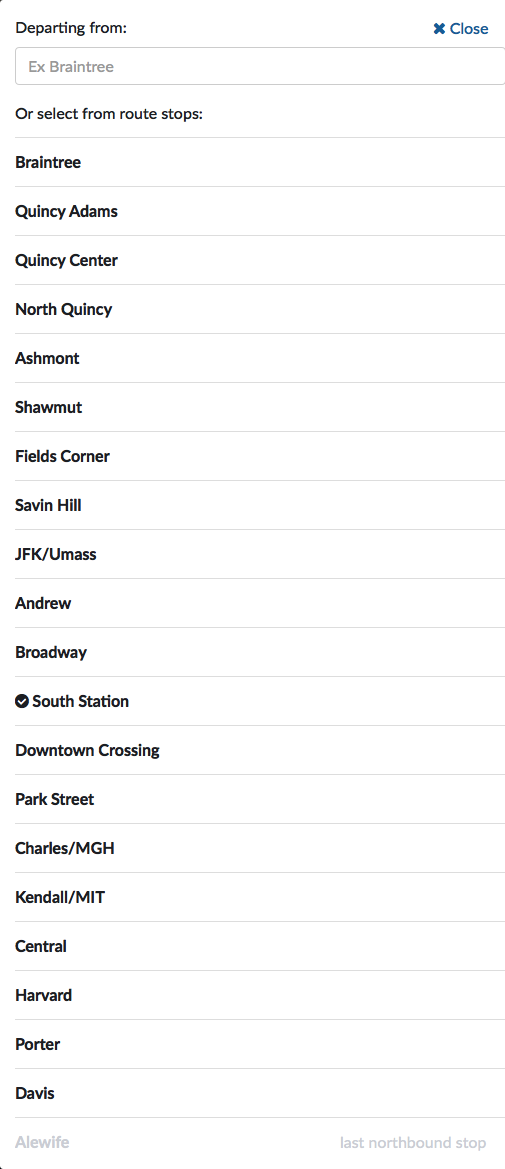 Departing from:
Close
Ex Braintree
Or select from route stops:
Braintree
Quincy Adams
Quincy Center
North Quincy
Ashmont
Shawmut
Fields Corner
Savin Hill
JFK/Umass
Andrew
Broadway
South Station
Downtown Crossing
Park Street
Charles/MGH
Kendall/MIT
Central
Harvard
Porter
Davis
Alewife last northbound stop